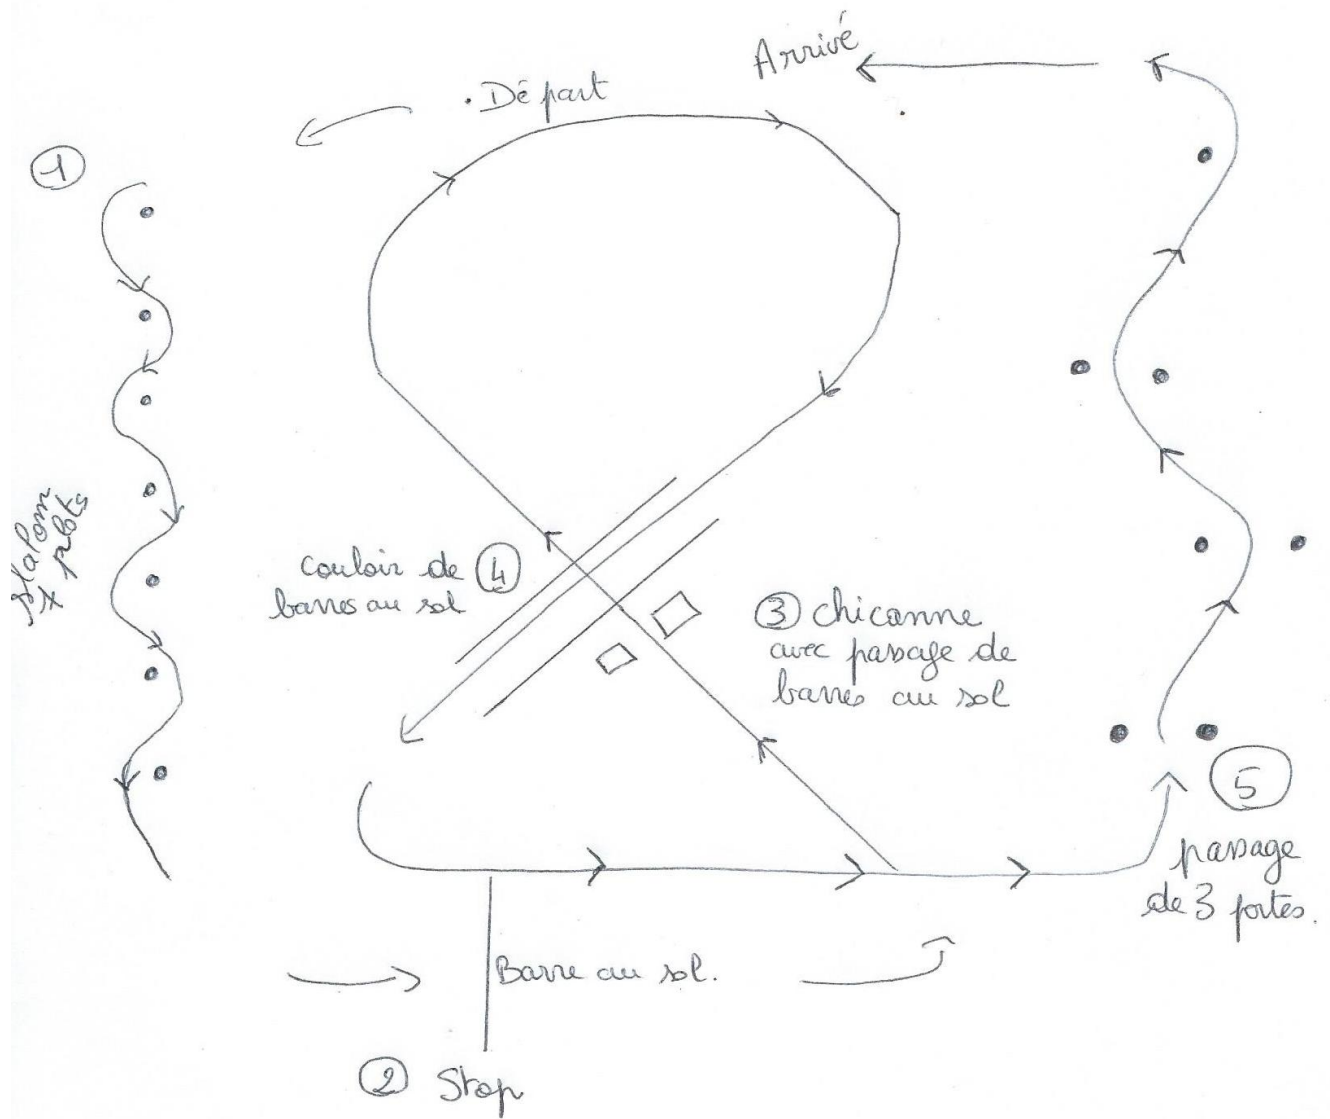 Arrivé
. Départ
1
slalom
7 plots
couloir de
barres au sol
4
3 chicanne
avec passage de
barres au sol
5
passage
de 3 portes.
Barre au sol.
2 Stop